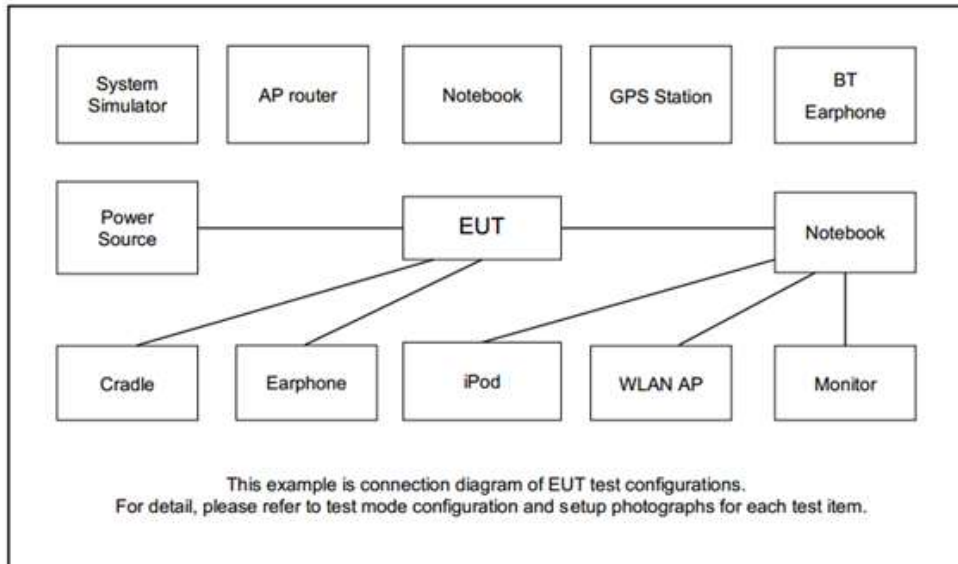 System
Simulator
AP router
Notebook
GPS Station
BT
Earphone
Power
Source
EUT
Notebook
Cradle
Earphone
iPod
WLAN AP
Monitor
This example is connection diagram of EUT test configurations.
For detail, please refer to test mode configuration and setup photographs for each test item.